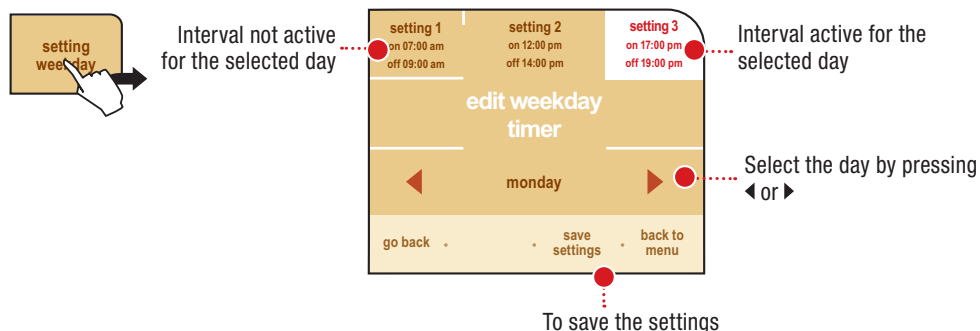 setting
weekday
Interval not active
for the selected day
setting 1
on 07:00 am
off 09:00 am
setting 2
on 12:00 pm
off 14:00 pm
setting 3
on 17:00 pm
off 19:00 pm
Interval active for the
selected day
edit weekday
timer
◀ monday ▶
Select the day by pressing
◀ or ▶
go back
save
settings
back to
menu
To save the settings